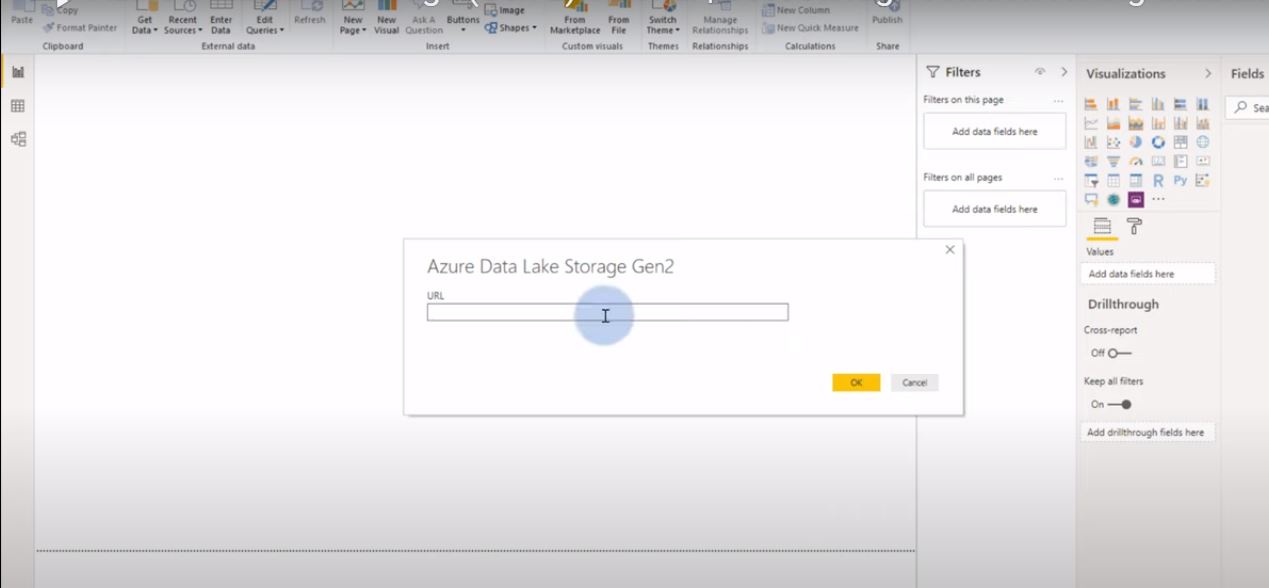 Paste
Copy
Format Painter
Clipboard
Get Data
Recent Sources
Enter Data
Edit Queries
Refresh
External data
New Page
New Visual
Ask A Question
Buttons
Image
Shapes
Insert
From Marketplace
From File
Custom visuals
Switch Theme
Themes
Manage Relationships
Relationships
New Column
New Quick Measure
Calculations
Publish
Share
Filters
Filters on this page
...
Add data fields here
Filters on all pages
...
Add data fields here
Visualizations
R
Py
...
Values
Add data fields here
Drillthrough
Cross-report
Off
Keep all filters
On
Add drillthrough fields here
Fields
Azure Data Lake Storage Gen2
URL
OK
Cancel